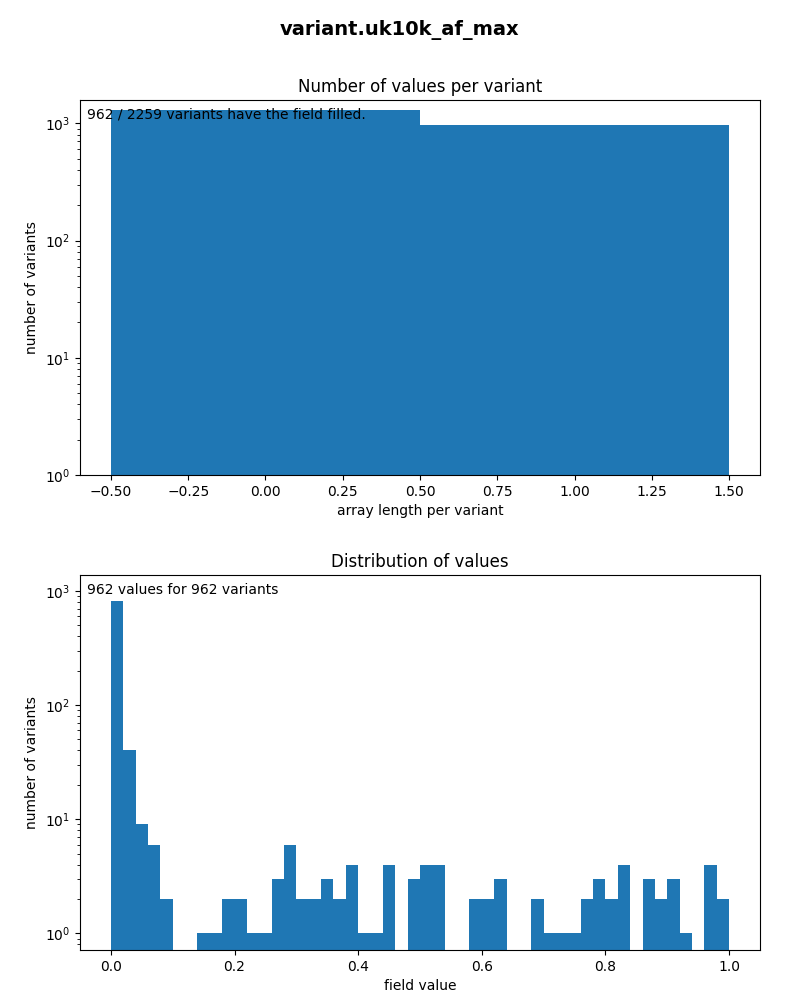 variant.uk10k_af_max
Number of values per variant
962 / 2259 variants have the field filled.
10³
10²
10¹
10⁰
number of variants
−0.50 −0.25 0.00 0.25 0.50 0.75 1.00 1.25 1.50
array length per variant
Distribution of values
962 values for 962 variants
10³
10²
10¹
10⁰
number of variants
0.0 0.2 0.4 0.6 0.8 1.0
field value